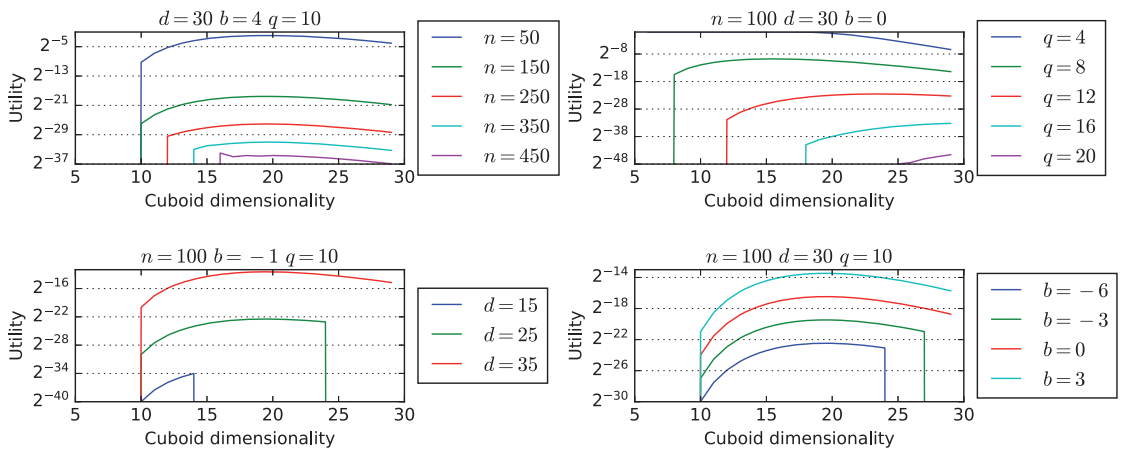 d = 30 b = 4 q = 10
Utility
2^-5
2^-13
2^-21
2^-29
2^-37
5 10 15 20 25 30
Cuboid dimensionality
n = 50
n = 150
n = 250
n = 350
n = 450
n = 100 d = 30 b = 0
Utility
2^-8
2^-18
2^-28
2^-38
2^-48
5 10 15 20 25 30
Cuboid dimensionality
q = 4
q = 8
q = 12
q = 16
q = 20
n = 100 b = −1 q = 10
Utility
2^-16
2^-22
2^-28
2^-34
2^-40
5 10 15 20 25 30
Cuboid dimensionality
d = 15
d = 25
d = 35
n = 100 d = 30 q = 10
Utility
2^-14
2^-18
2^-22
2^-26
2^-30
5 10 15 20 25 30
Cuboid dimensionality
b = −6
b = −3
b = 0
b = 3